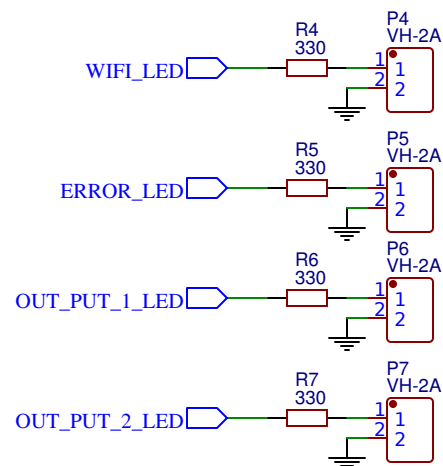 P4
R4 VH-2A
330
WIFI_LED 1 1
2 2
P5
R5 VH-2A
330
ERROR_LED 1 1
2 2
P6
R6 VH-2A
330
OUT_PUT_1_LED 1 1
2 2
P7
R7 VH-2A
330
OUT_PUT_2_LED 1 1
2 2